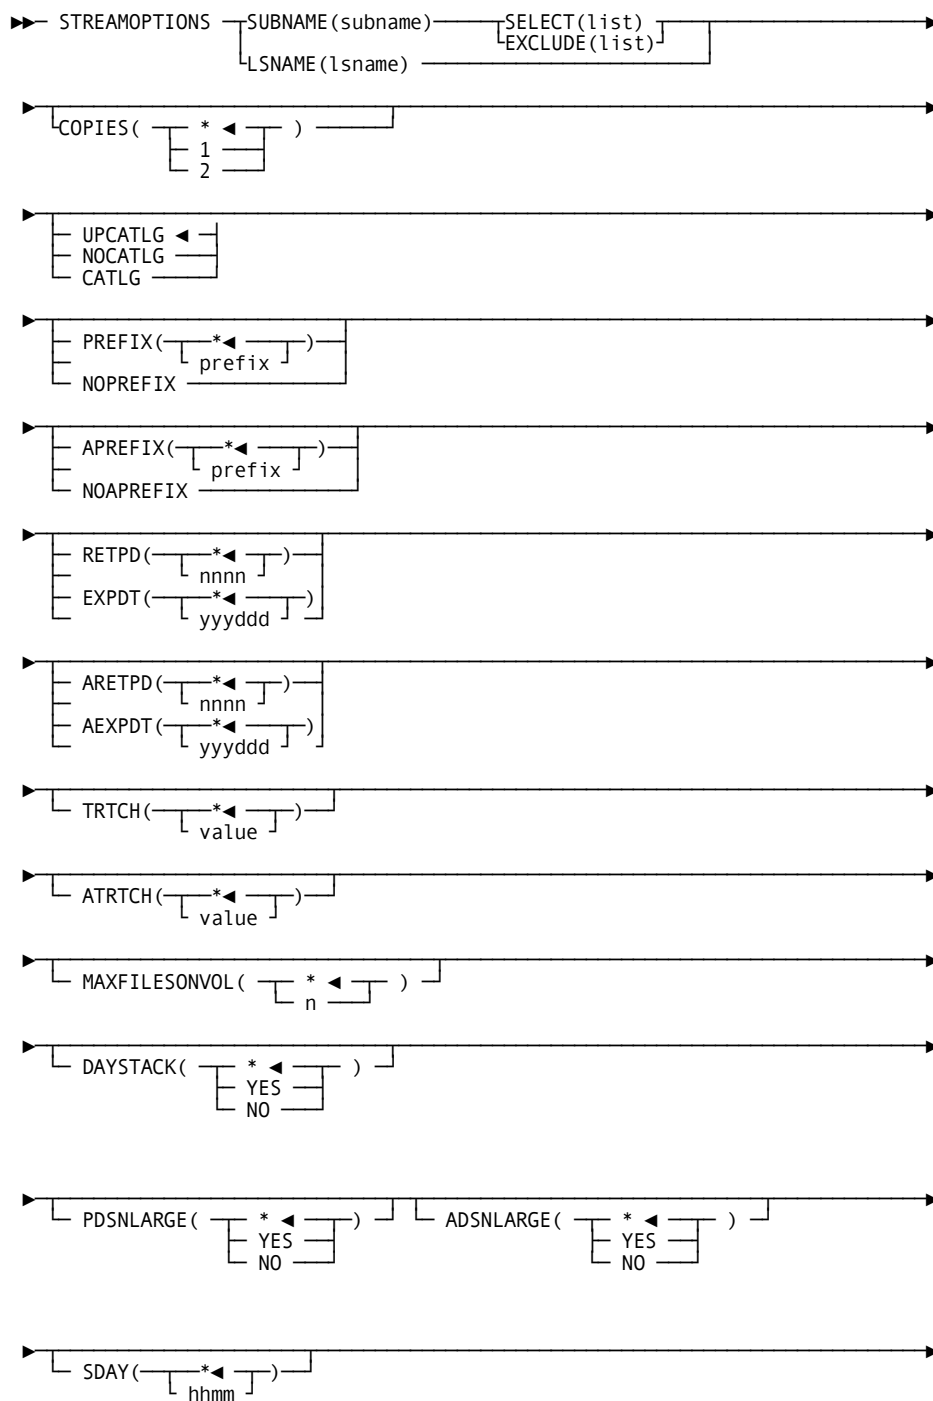 STREAMOPTIONS SUBNAME(subname) SELECT(list)
EXCLUDE(list)
LSNAME(lsname)
COPIES( * )
1
2
UPCATLG
NOCATLG
CATLG
PREFIX( * )
prefix
NOPREFIX
APREFIX( * )
prefix
NOAPREFIX
RETPD( * )
nnnn
EXPDT( * )
yyyddd
ARETPD( * )
nnnn
AEXPDT( * )
yyyddd
TRTCH( * )
value
ATRTCH( * )
value
MAXFILESONVOL( * )
n
DAYSTACK( * )
YES
NO
PDSNLARGE( * ) ADSNLARGE( * )
YES YES
NO NO
SDAY( * )
hhmm